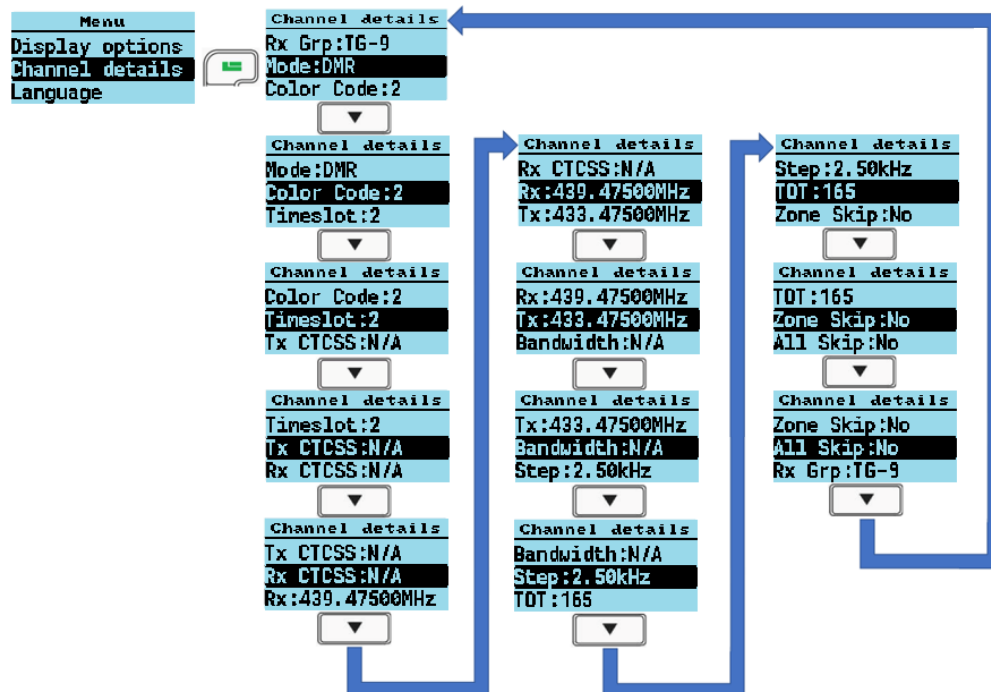 Menu
Display options
Channel details
Language
Channel details
Rx Grp:TG-9
Mode:DMR
Color Code:2
Channel details
Mode:DMR
Color Code:2
Timeslot:2
Channel details
Color Code:2
Timeslot:2
Tx CTCSS:N/A
Channel details
Timeslot:2
Tx CTCSS:N/A
Rx CTCSS:N/A
Channel details
Tx CTCSS:N/A
Rx CTCSS:N/A
Rx:439.47500MHz
Channel details
Rx CTCSS:N/A
Rx:439.47500MHz
Tx:433.47500MHz
Channel details
Rx:439.47500MHz
Tx:433.47500MHz
Bandwidth:N/A
Channel details
Tx:433.47500MHz
Bandwidth:N/A
Step:2.50kHz
Channel details
Bandwidth:N/A
Step:2.50kHz
TOT:165
Channel details
Step:2.50kHz
TOT:165
Zone Skip:No
Channel details
TOT:165
Zone Skip:No
All Skip:No
Channel details
Zone Skip:No
All Skip:No
Rx Grp:TG-9